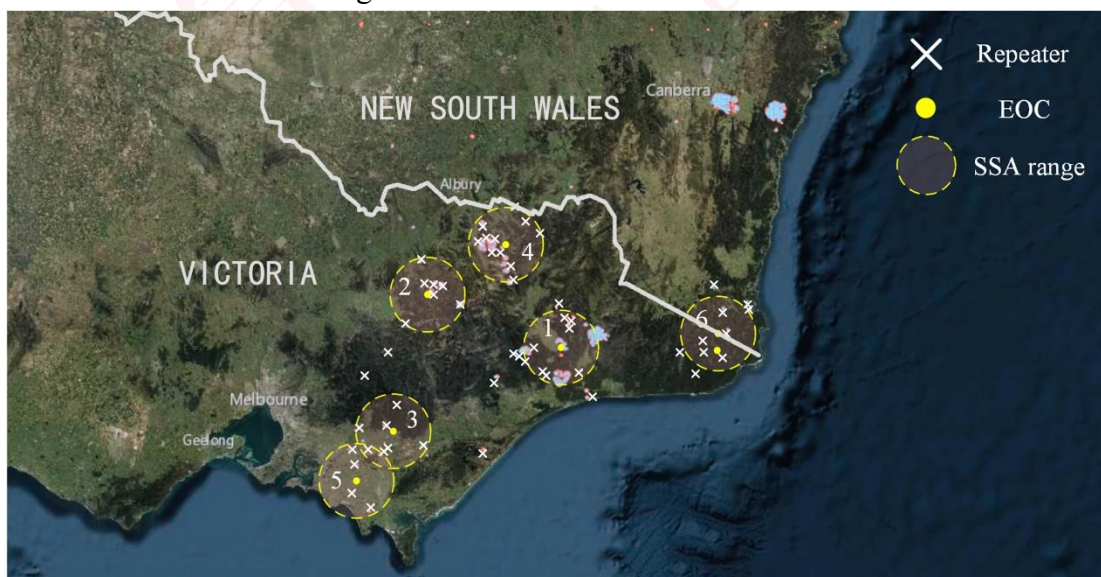 Repeater
NEW SOUTH WALES
Canberra
EOC
SSA range
Albury
4
VICTORIA
2
6
1
Melbourne
3
Geelong
5